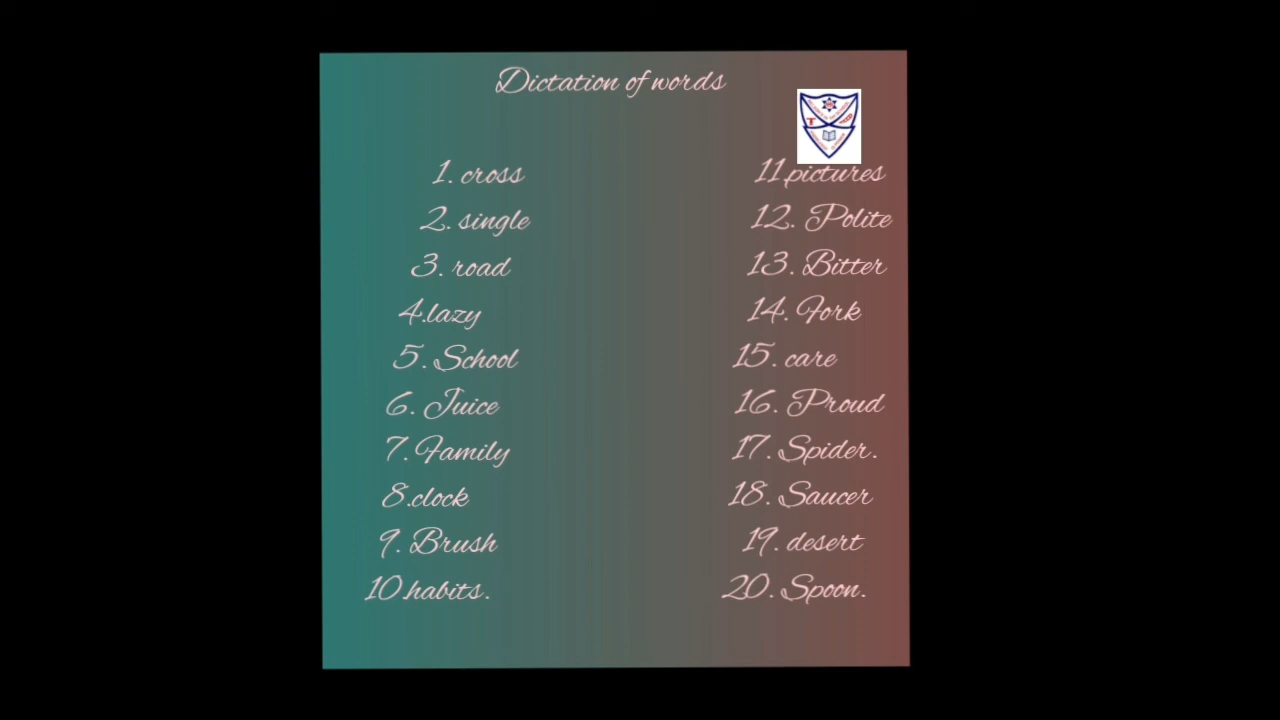 Dictation of words
1. cross
2. single
3. road
4.lazy
5. School
6. Juice
7. Family
8.clock
9. Brush
10.habits.
11.pictures
12. Polite
13. Bitter
14. Fork
15. care
16. Proud
17. Spider.
18. Saucer
19. desert
20. Spoon.